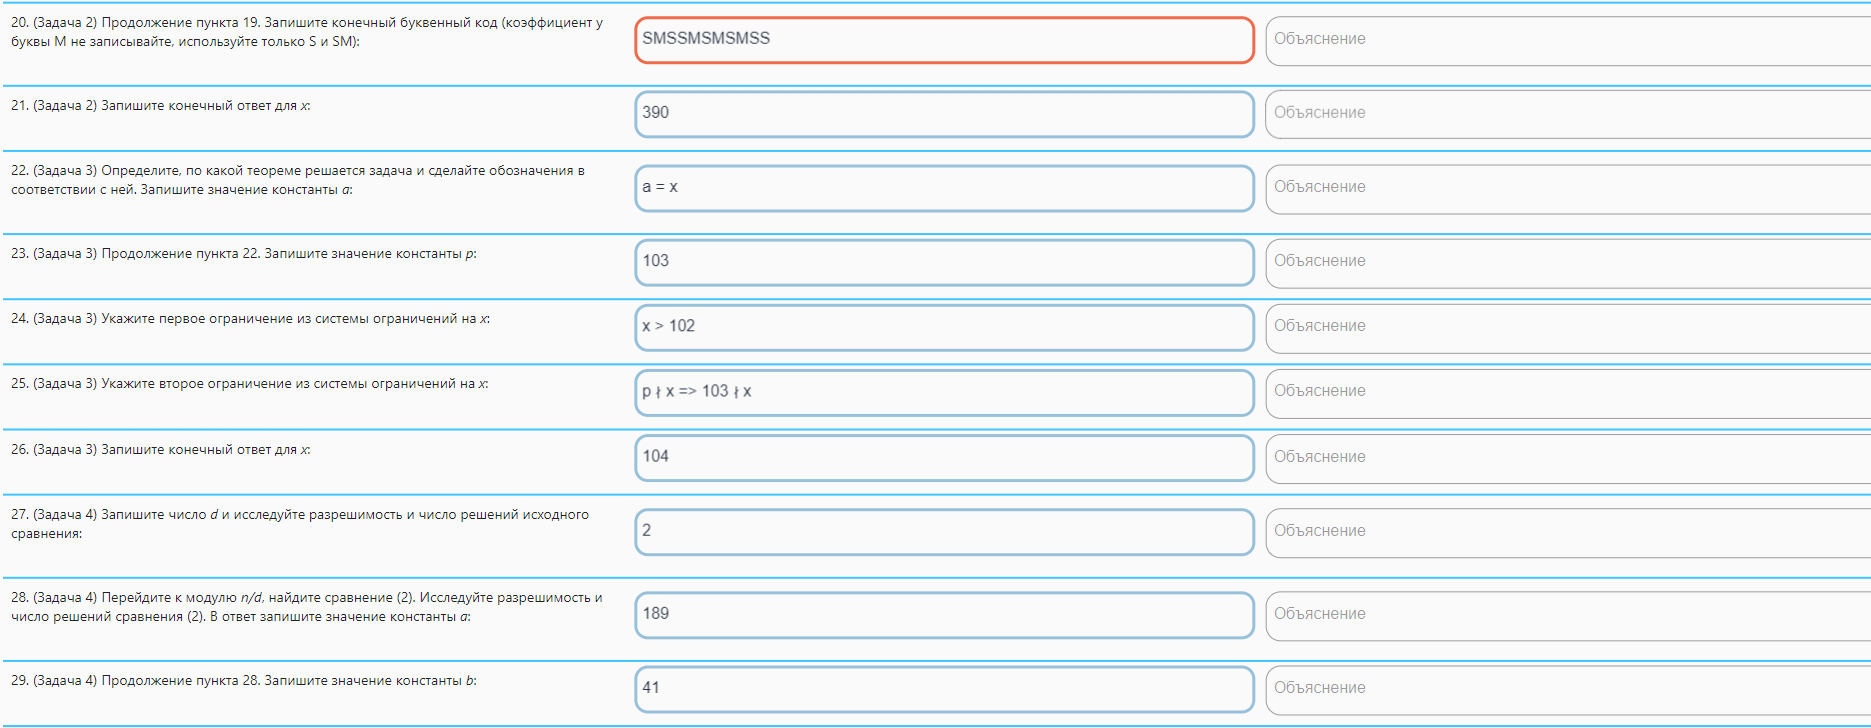 20. (Задача 2) Продолжение пункта 19. Запишите конечный буквенный код (коэффициент у
буквы М не записывайте, используйте только S и SM):
SMSSMSMSMSS
Объяснение
21. (Задача 2) Запишите конечный ответ для x:
390
Объяснение
22. (Задача 3) Определите, по какой теореме решается задача и сделайте обозначения в
соответствии с ней. Запишите значение константы a:
a = x
Объяснение
23. (Задача 3) Продолжение пункта 22. Запишите значение константы p:
103
Объяснение
24. (Задача 3) Укажите первое ограничение из системы ограничений на x:
x > 102
Объяснение
25. (Задача 3) Укажите второе ограничение из системы ограничений на x:
p ∤ x => 103 ∤ x
Объяснение
26. (Задача 3) Запишите конечный ответ для x:
104
Объяснение
27. (Задача 4) Запишите число d и исследуйте разрешимость и число решений исходного
сравнения:
2
Объяснение
28. (Задача 4) Перейдите к модулю n/d, найдите сравнение (2). Исследуйте разрешимость и
число решений сравнения (2). В ответ запишите значение константы a:
189
Объяснение
29. (Задача 4) Продолжение пункта 28. Запишите значение константы b:
41
Объяснение